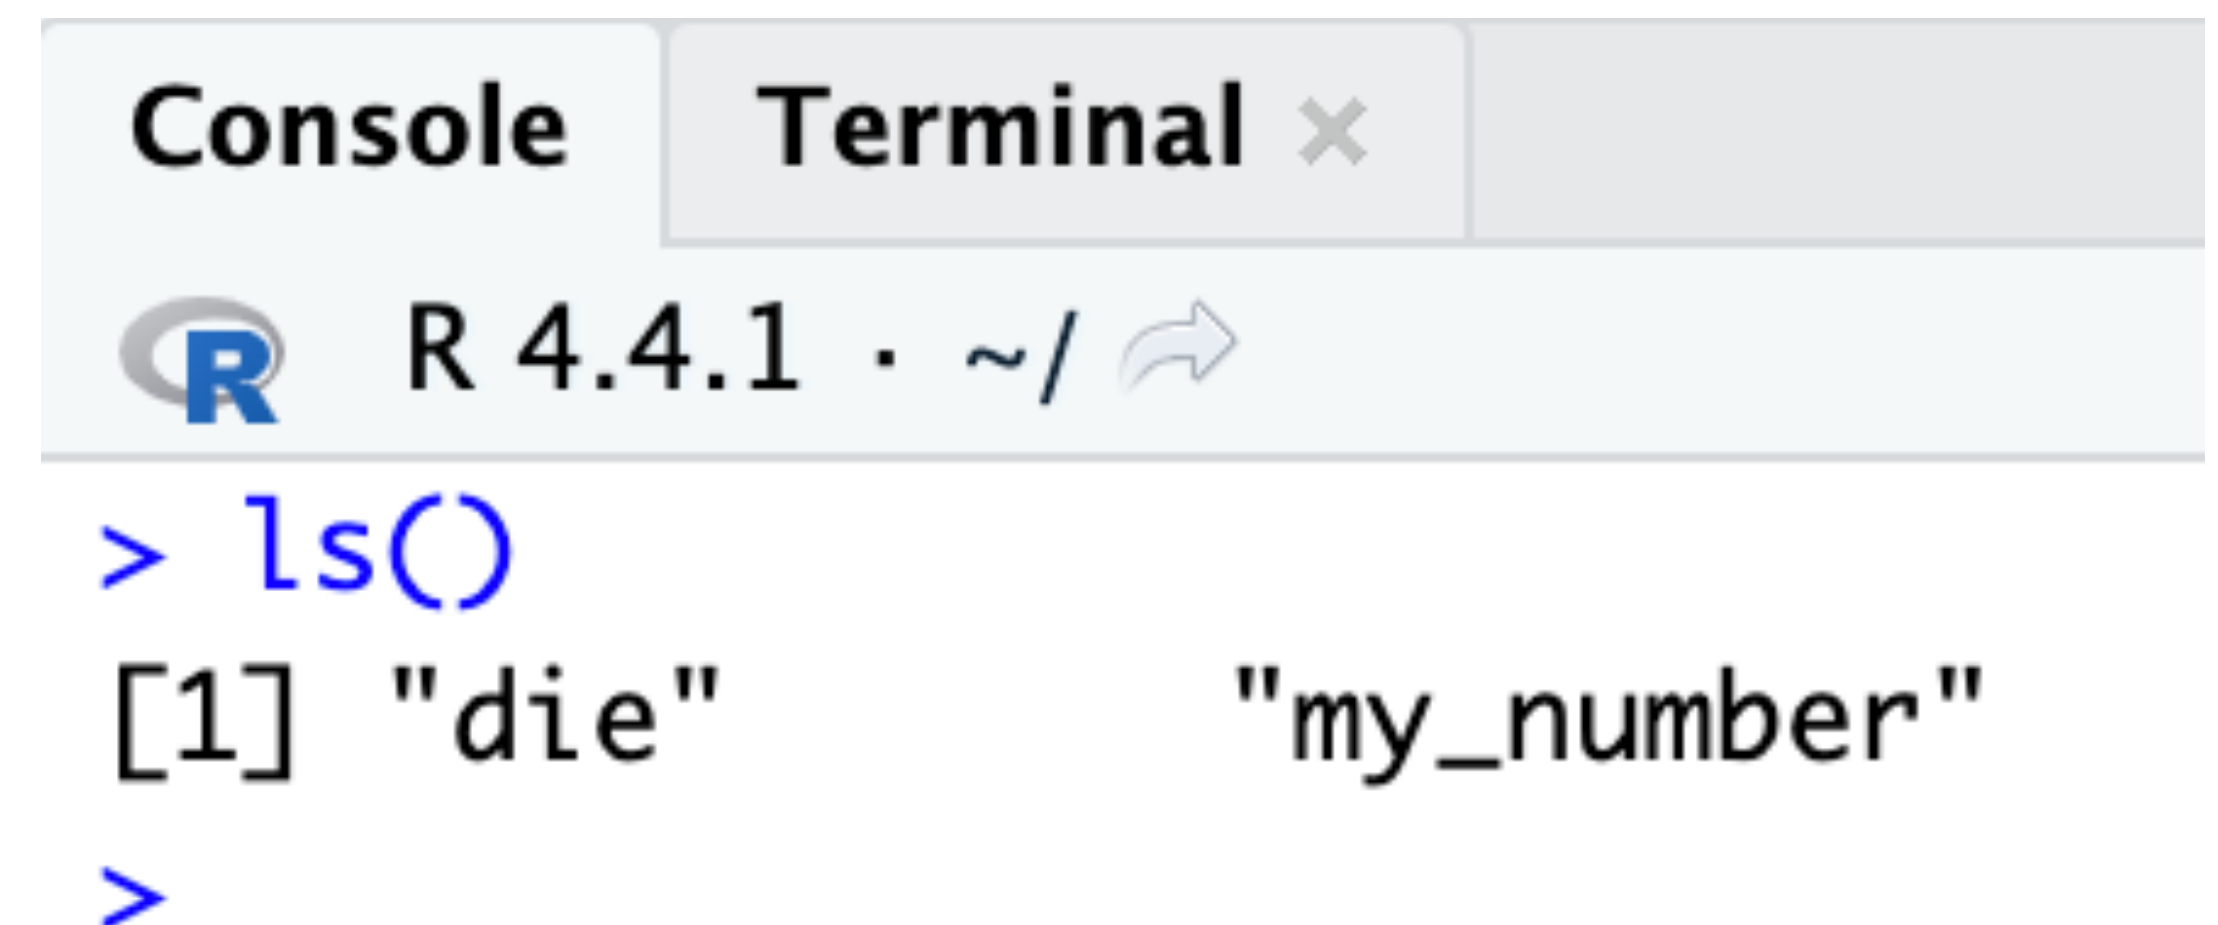 Console Terminal ×
R R 4.4.1 · ~/
> ls()
[1] "die"       "my_number"
>